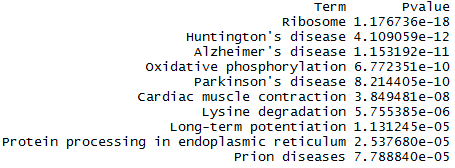 Term Pvalue
Ribosome 1.176736e-18
Huntington's disease 4.109059e-12
Alzheimer's disease 1.153192e-11
Oxidative phosphorylation 6.772351e-10
Parkinson's disease 8.214405e-10
Cardiac muscle contraction 3.849481e-08
Lysine degradation 5.755385e-06
Long-term potentiation 1.131245e-05
Protein processing in endoplasmic reticulum 2.537680e-05
Prion diseases 7.788840e-05